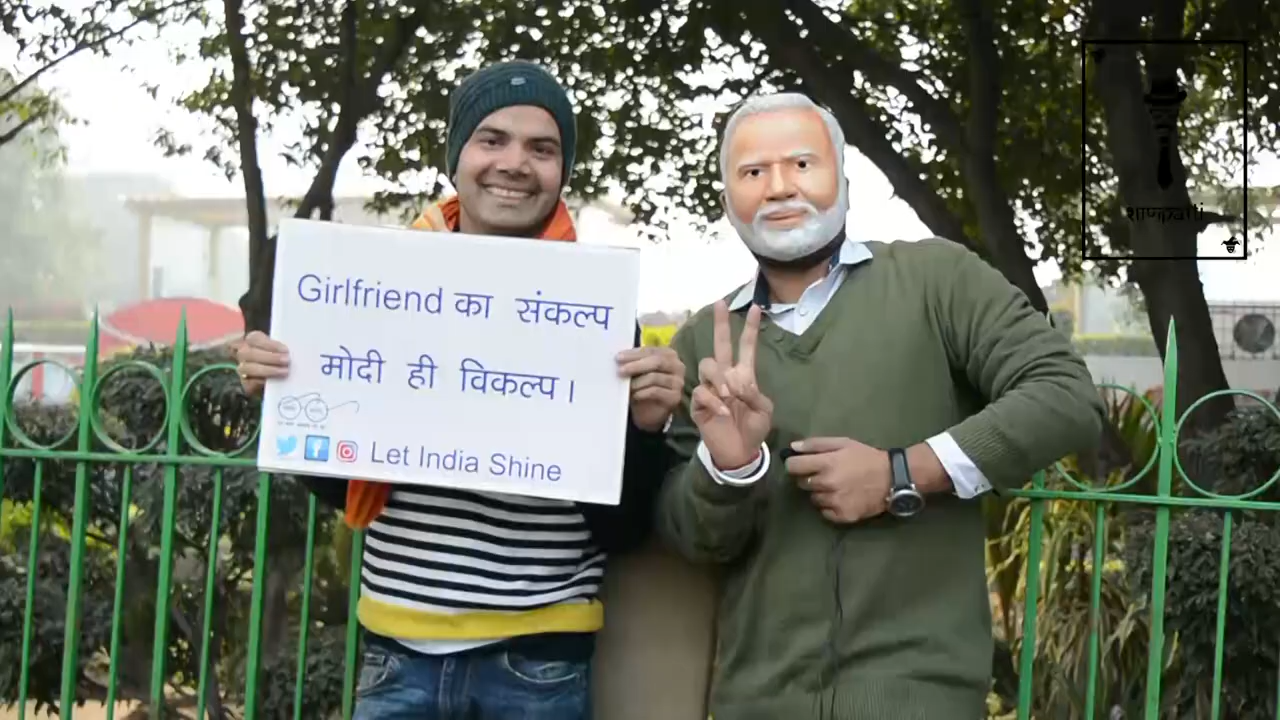 Girlfriend का संकल्प
मोदी ही विकल्प।
Let India Shine